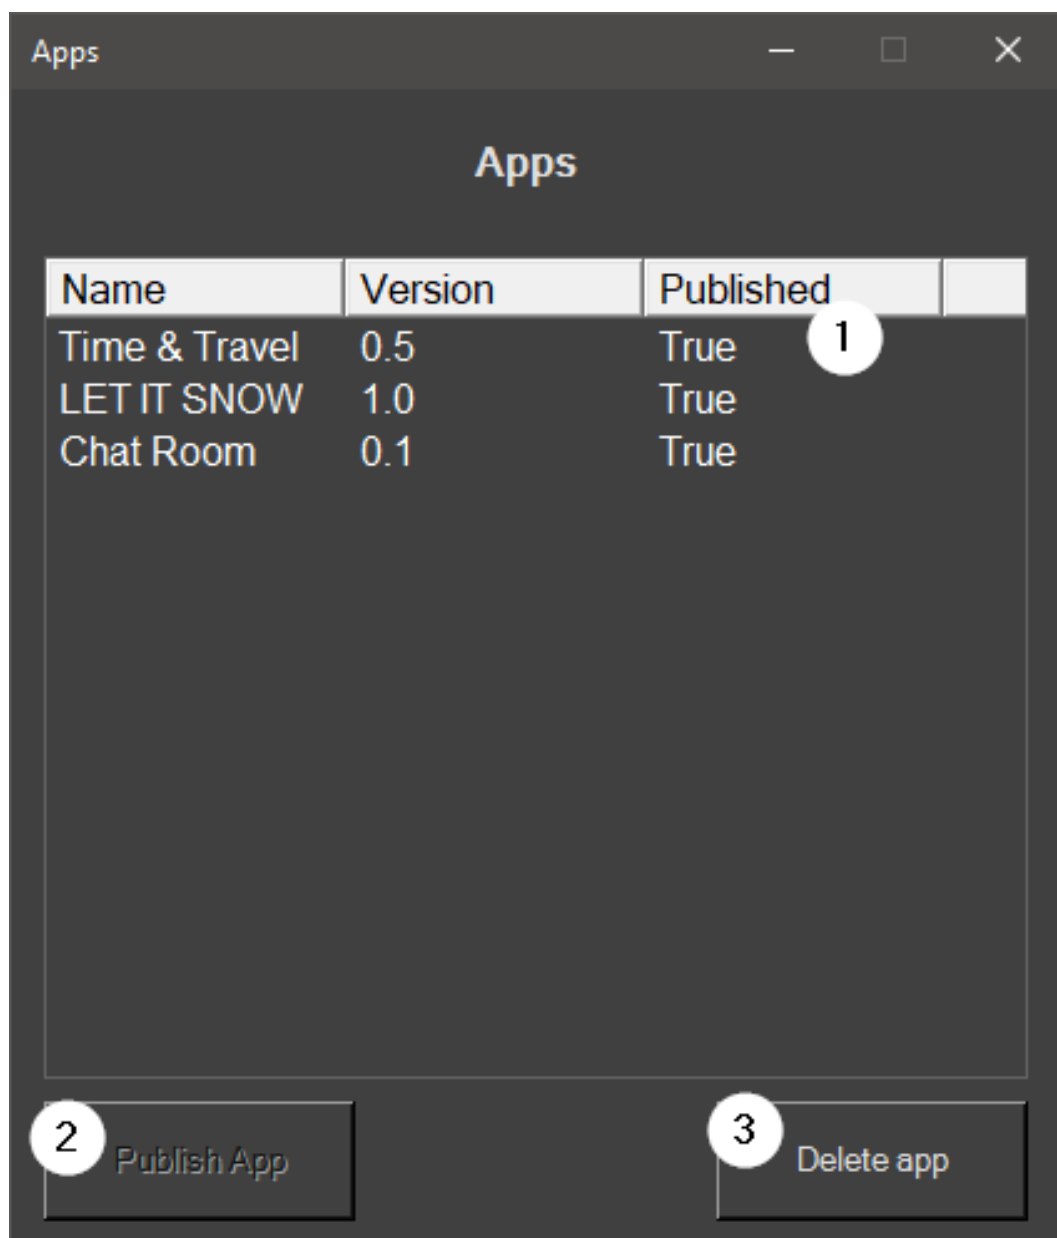 Apps
Apps
Name Version Published
1
Time & Travel 0.5 True
LET IT SNOW 1.0 True
Chat Room 0.1 True
2 Publish App
3 Delete app